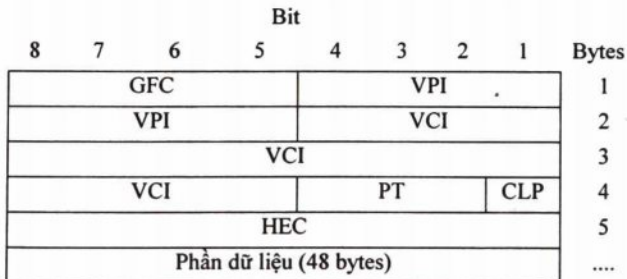 Bit
8 7 6 5 4 3 2 1 Bytes
GFC VPI 1
VPI VCI 2
VCI 3
VCI PT CLP 4
HEC 5
Phần dữ liệu (48 bytes) ....